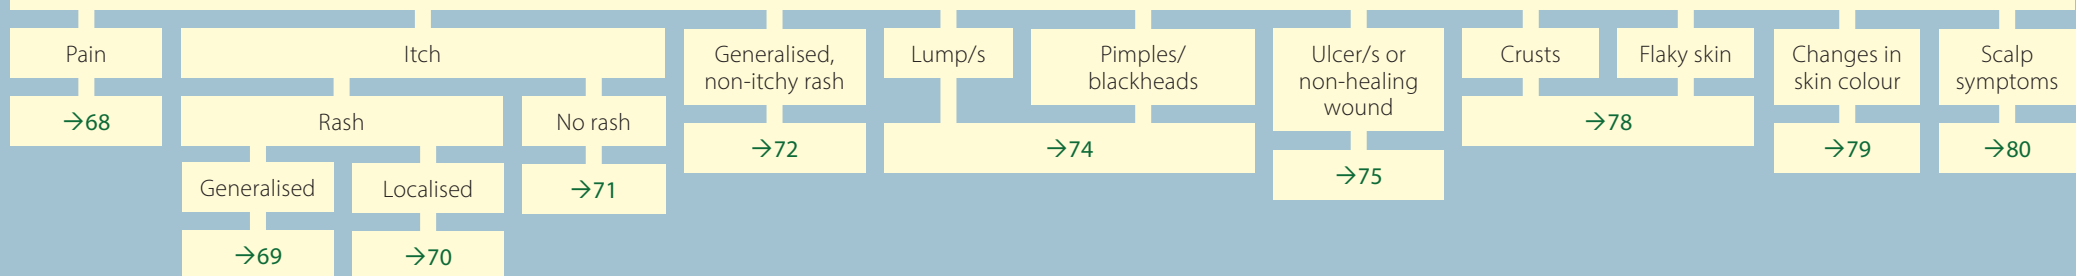 Pain
→68
Itch
Rash
Generalised
→69
Localised
→70
No rash
→71
Generalised,
non-itchy rash
→72
Lump/s
Pimples/
blackheads
→74
Ulcer/s or
non-healing
wound
→75
Crusts
Flaky skin
→78
Changes in
skin colour
→79
Scalp
symptoms
→80